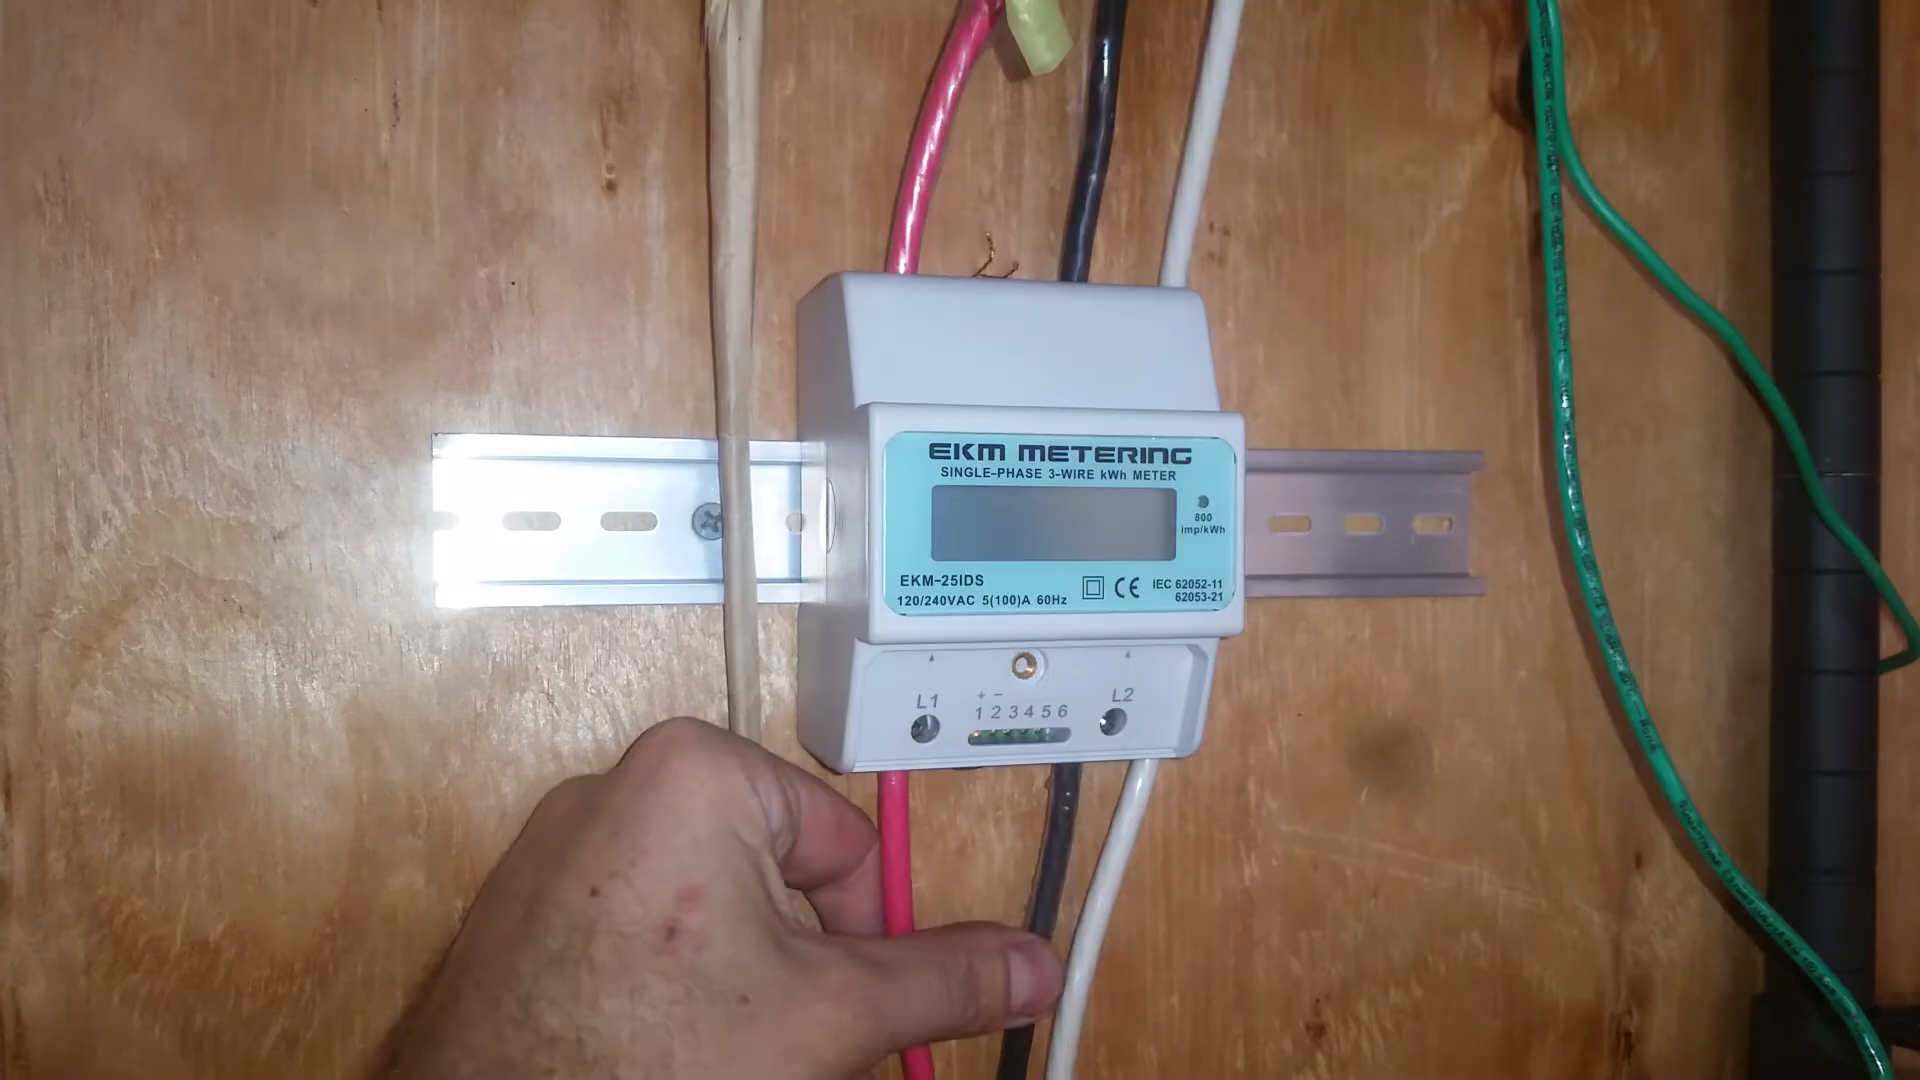 EKM METERING
SINGLE-PHASE 3-WIRE kWh METER
800
imp/kWh
EKM-25IDS
CE
IEC 62052-11
62053-21
120/240VAC 5(100)A 60Hz
L1
+ -
1 2 3 4 5 6
L2